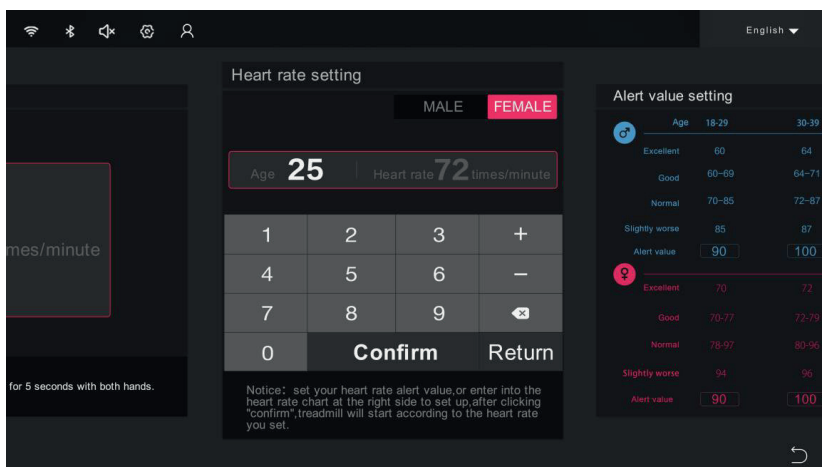 English
Heart rate setting
MALE FEMALE
Age 25 Heart rate 72 times/minute
1 2 3 +
4 5 6 −
7 8 9
0 Confirm Return
Notice: set your heart rate alert value,or enter into the
heart rate chart at the right side to set up,after clicking
"confirm",treadmill will start according to the heart rate
you set.
mes/minute
for 5 seconds with both hands.
Alert value setting
Age 18-29 30-39
Excellent 60 64
Good 60-69 64-71
Normal 70-85 72-87
Slightly worse 85 87
Alert value 90 100
Excellent 70 72
Good 70-77 72-79
Normal 78-97 80-96
Slightly worse 94 96
Alert value 90 100